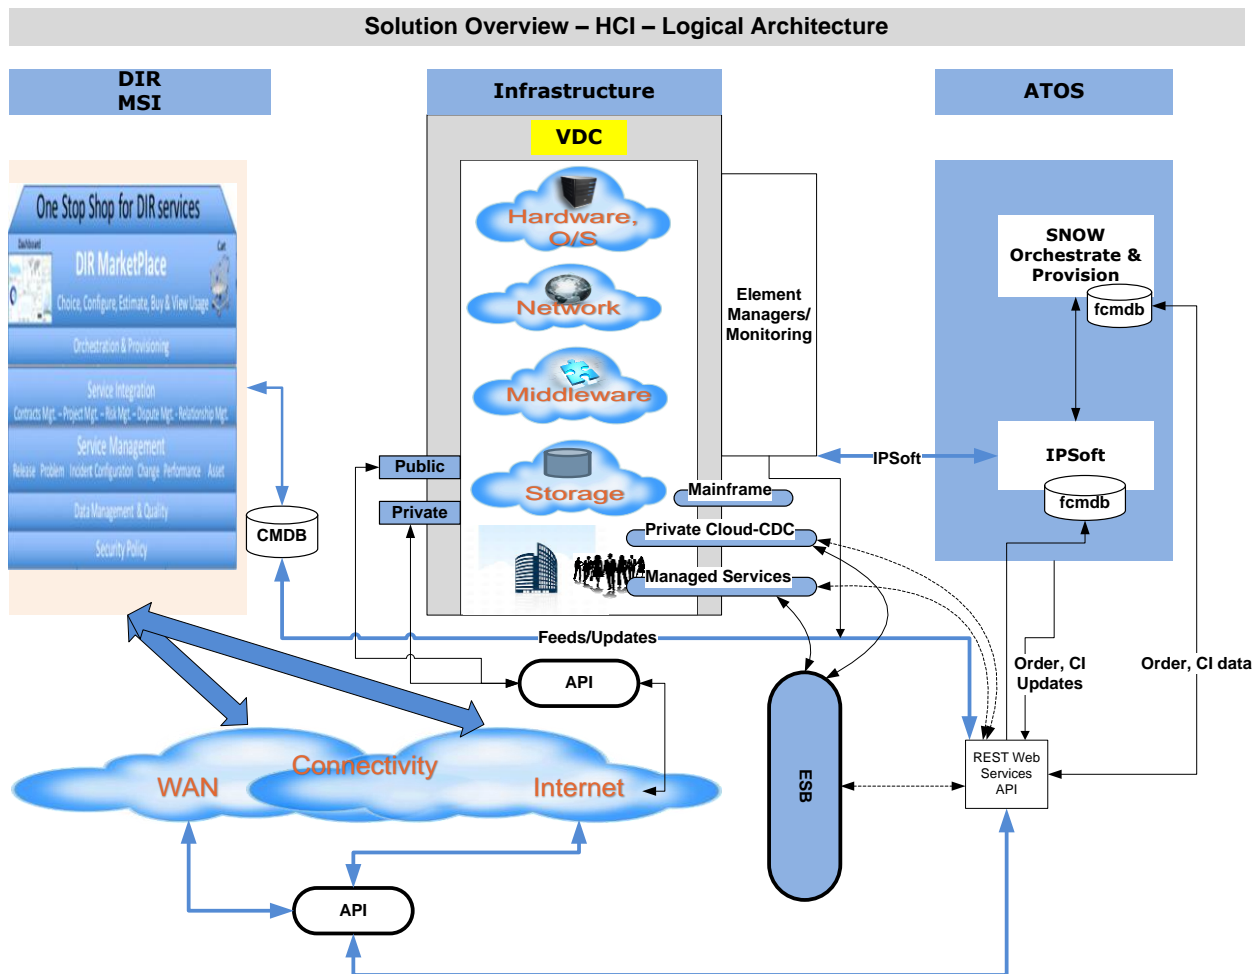 Solution Overview – HCI – Logical Architecture
DIR
MSI
Infrastructure
ATOS
VDC
One Stop Shop for DIR services
Dashboard
Cart
DIR MarketPlace
Choice, Configure, Estimate, Buy & View Usage
Orchestration & Provisioning
Service Integration
Contracts Mgt. – Project Mgt. – Risk Mgt. – Dispute Mgt. - Relationship Mgt.
Service Management
Release Problem Incident Configuration Change Performance Asset
Data Management & Quality
Security Policy
CMDB
Hardware,
O/S
Network
Middleware
Storage
Public
Private
Element
Managers/
Monitoring
Mainframe
Private Cloud-CDC
Managed Services
IPSoft
SNOW
Orchestrate &
Provision
fcmdb
IPSoft
fcmdb
Feeds/Updates
Order, CI
Updates
Order, CI data
API
WAN
Connectivity
Internet
ESB
REST Web
Services
API
API